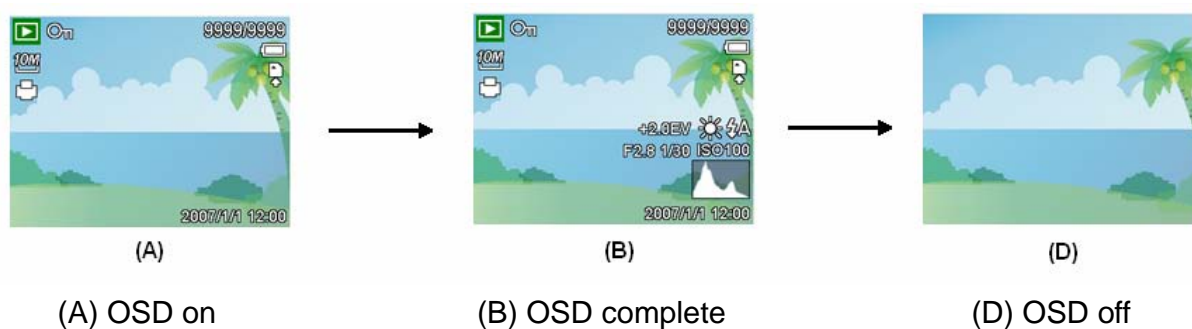 9999/9999
10M
2007/1/1 12:00
9999/9999
10M
+2.0EV A
F2.8 1/30 ISO100
2007/1/1 12:00
(A)
(B)
(D)
(A) OSD on
(B) OSD complete
(D) OSD off